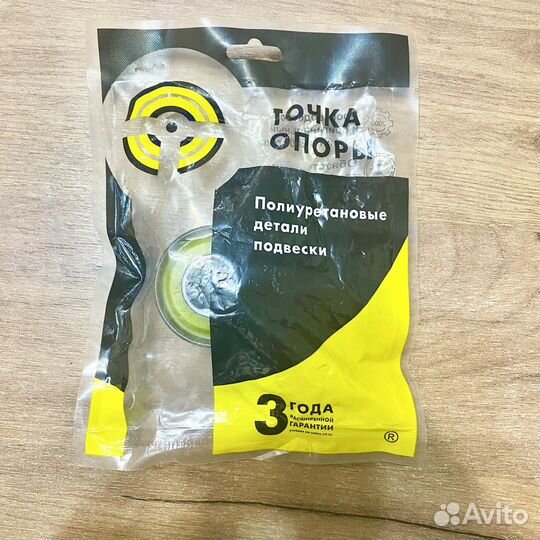 ТОЧКА
ОПОРЫ
Полиуретановые
детали
подвески
3 ГОДА
РАСШИРЕННОЙ
ГАРАНТИИ
®
Avito